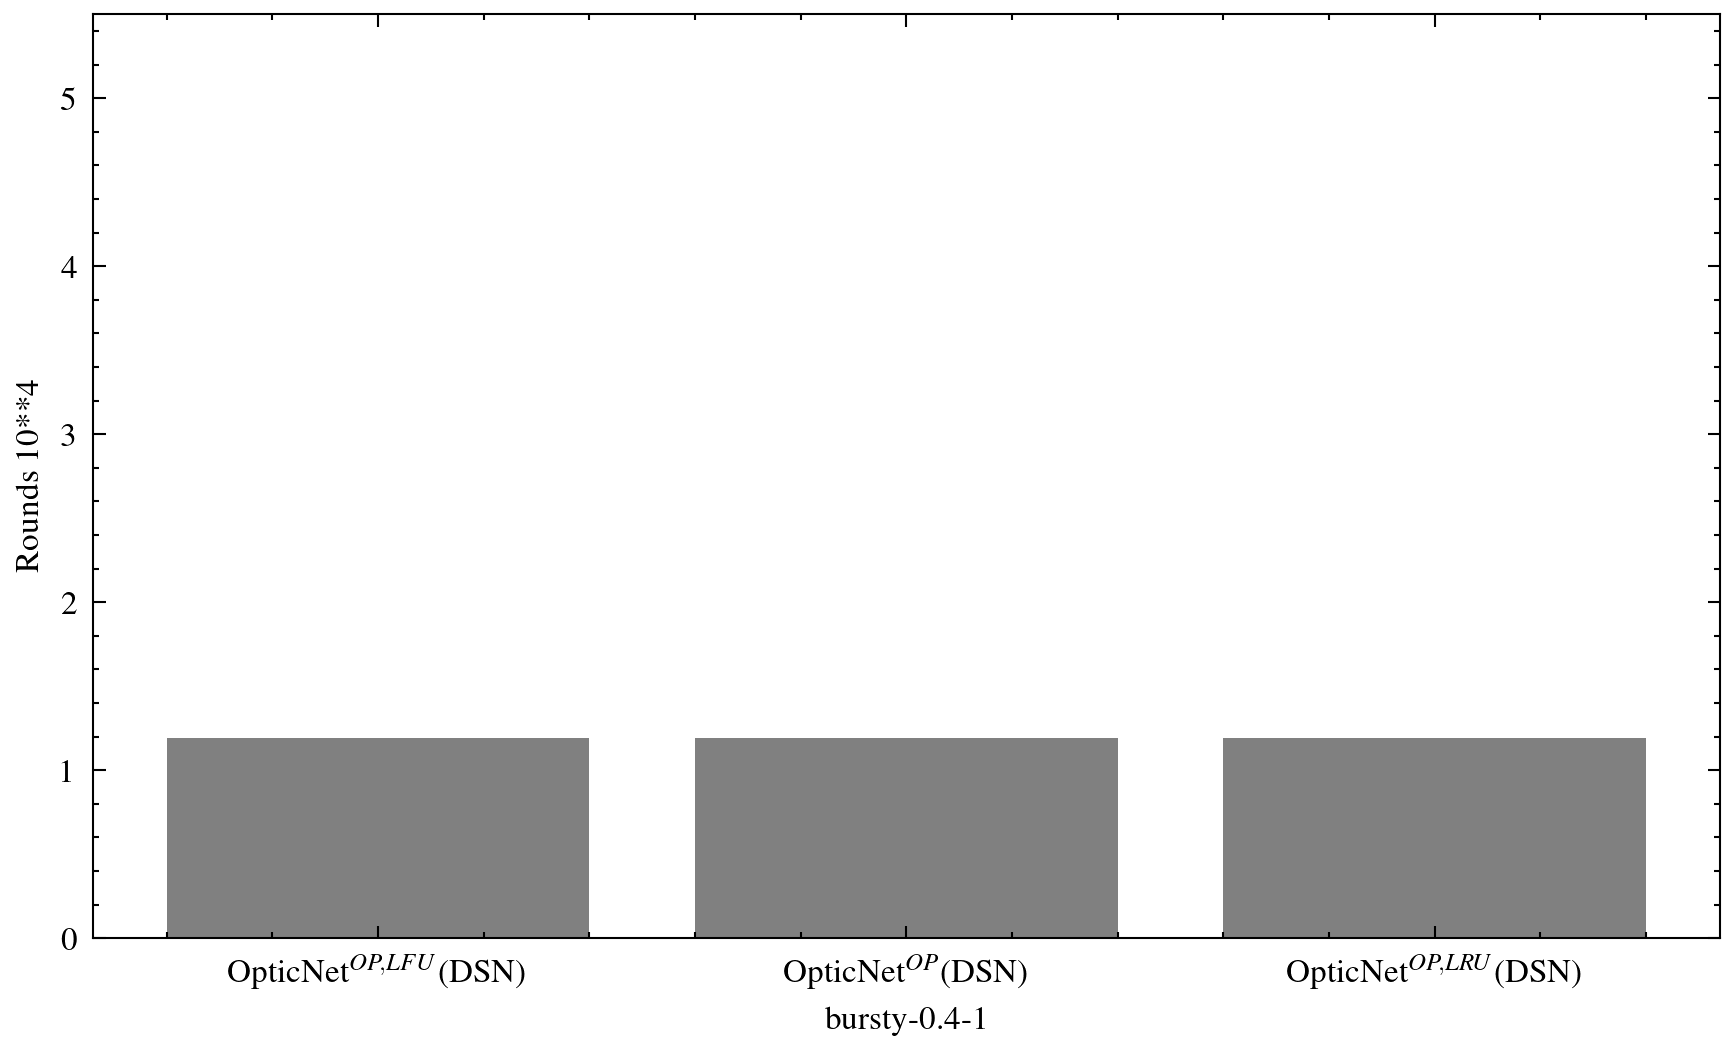 5
4
3
2
1
0
Rounds 10**4
OpticNet^{OP,LFU}(DSN)
OpticNet^{OP}(DSN)
OpticNet^{OP,LRU}(DSN)
bursty-0.4-1